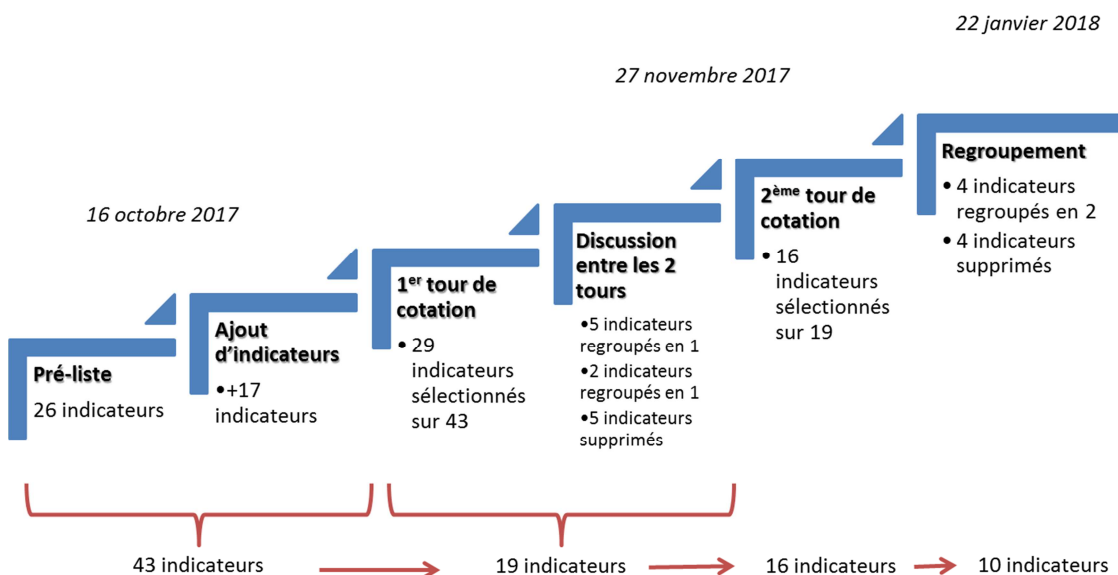 22 janvier 2018
27 novembre 2017
16 octobre 2017
Pré-liste
26 indicateurs
Ajout
d’indicateurs
•+17
indicateurs
1er tour de
cotation
• 29
indicateurs
sélectionnés
sur 43
Discussion
entre les 2
tours
•5 indicateurs
regroupés en 1
•2 indicateurs
regroupés en 1
•5 indicateurs
supprimés
2ème tour de
cotation
• 16
indicateurs
sélectionnés
sur 19
Regroupement
• 4 indicateurs
regroupés en 2
• 4 indicateurs
supprimés
43 indicateurs
19 indicateurs
16 indicateurs
10 indicateurs